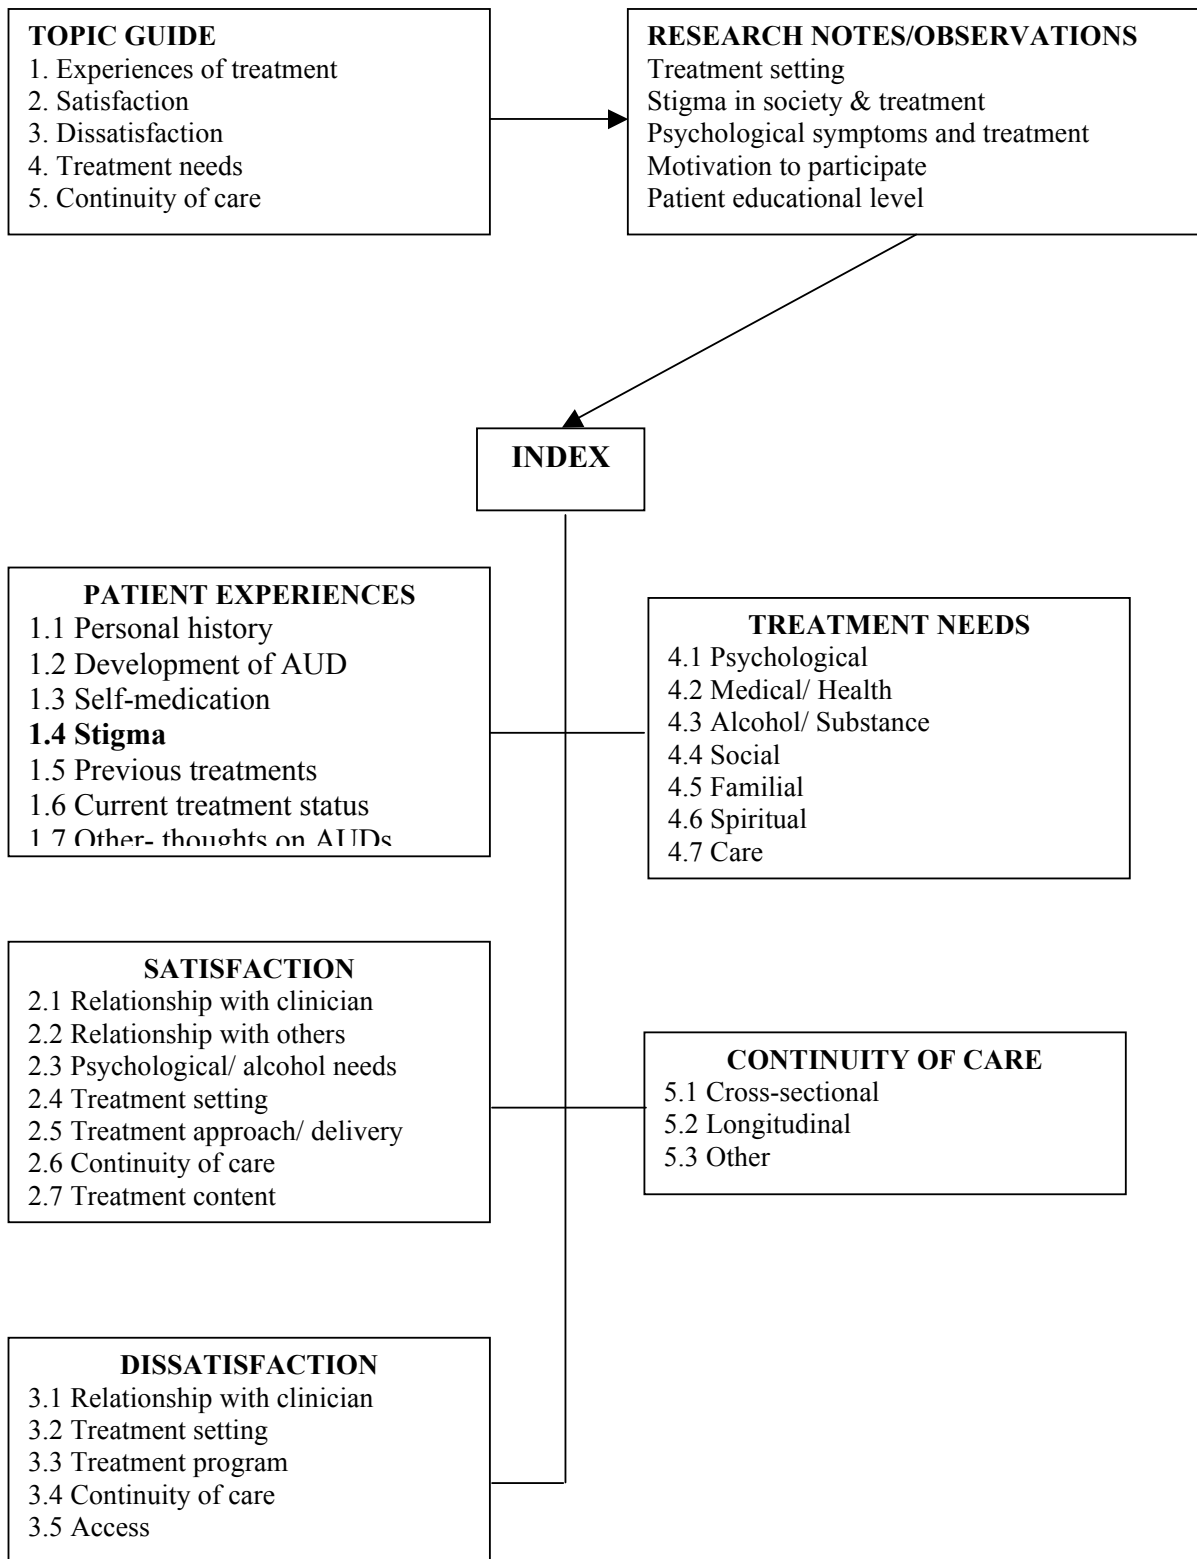 TOPIC GUIDE
1. Experiences of treatment
2. Satisfaction
3. Dissatisfaction
4. Treatment needs
5. Continuity of care
RESEARCH NOTES/OBSERVATIONS
Treatment setting
Stigma in society & treatment
Psychological symptoms and treatment
Motivation to participate
Patient educational level
INDEX
PATIENT EXPERIENCES
1.1 Personal history
1.2 Development of AUD
1.3 Self-medication
1.4 Stigma
1.5 Previous treatments
1.6 Current treatment status
1.7 Other- thoughts on AUDs
TREATMENT NEEDS
4.1 Psychological
4.2 Medical/ Health
4.3 Alcohol/ Substance
4.4 Social
4.5 Familial
4.6 Spiritual
4.7 Care
SATISFACTION
2.1 Relationship with clinician
2.2 Relationship with others
2.3 Psychological/ alcohol needs
2.4 Treatment setting
2.5 Treatment approach/ delivery
2.6 Continuity of care
2.7 Treatment content
CONTINUITY OF CARE
5.1 Cross-sectional
5.2 Longitudinal
5.3 Other
DISSATISFACTION
3.1 Relationship with clinician
3.2 Treatment setting
3.3 Treatment program
3.4 Continuity of care
3.5 Access